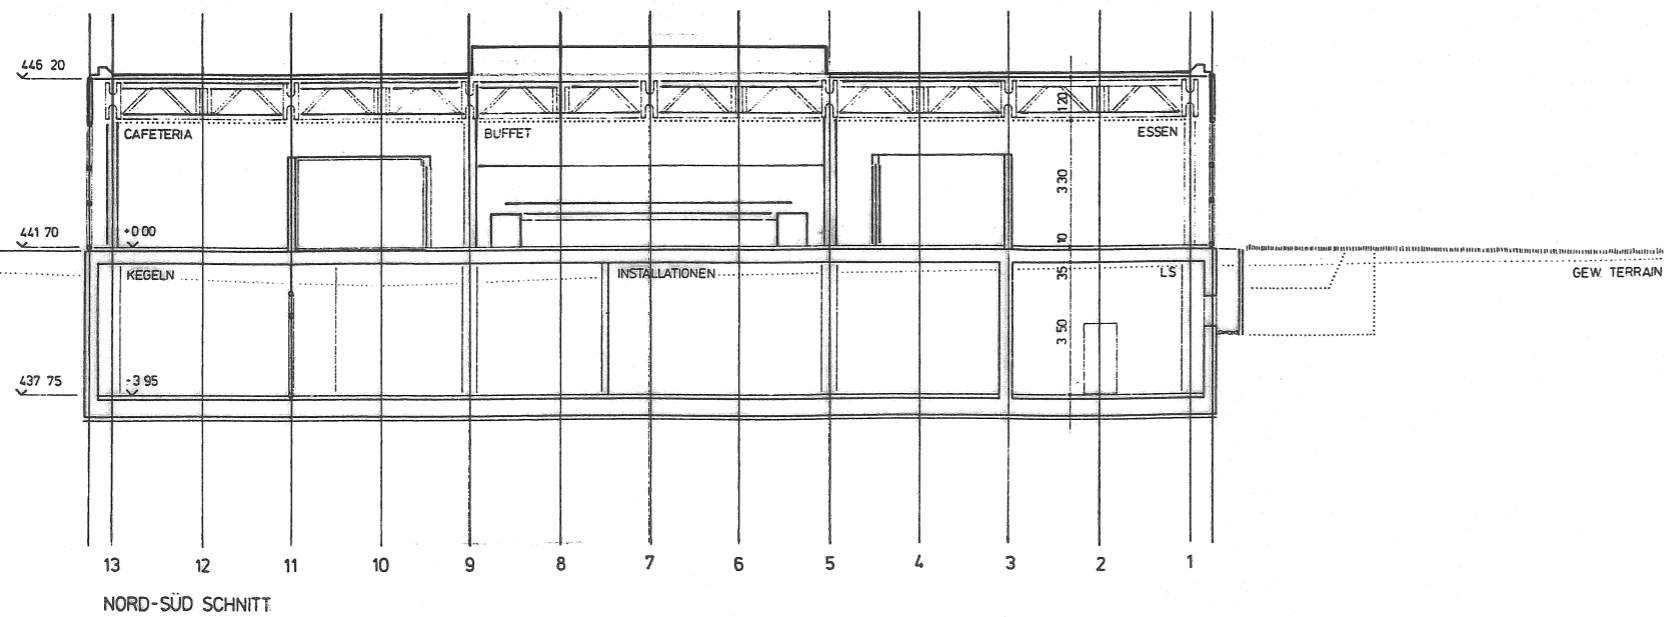 446 20
120
CAFETERIA BUFFET ESSEN
330
441 70 +0 00 10
KEGELN INSTALLATIONEN 35 LS GEW. TERRAIN
3 50
437 75 -3 95
13 12 11 10 9 8 7 6 5 4 3 2 1
NORD-SÜD SCHNITT